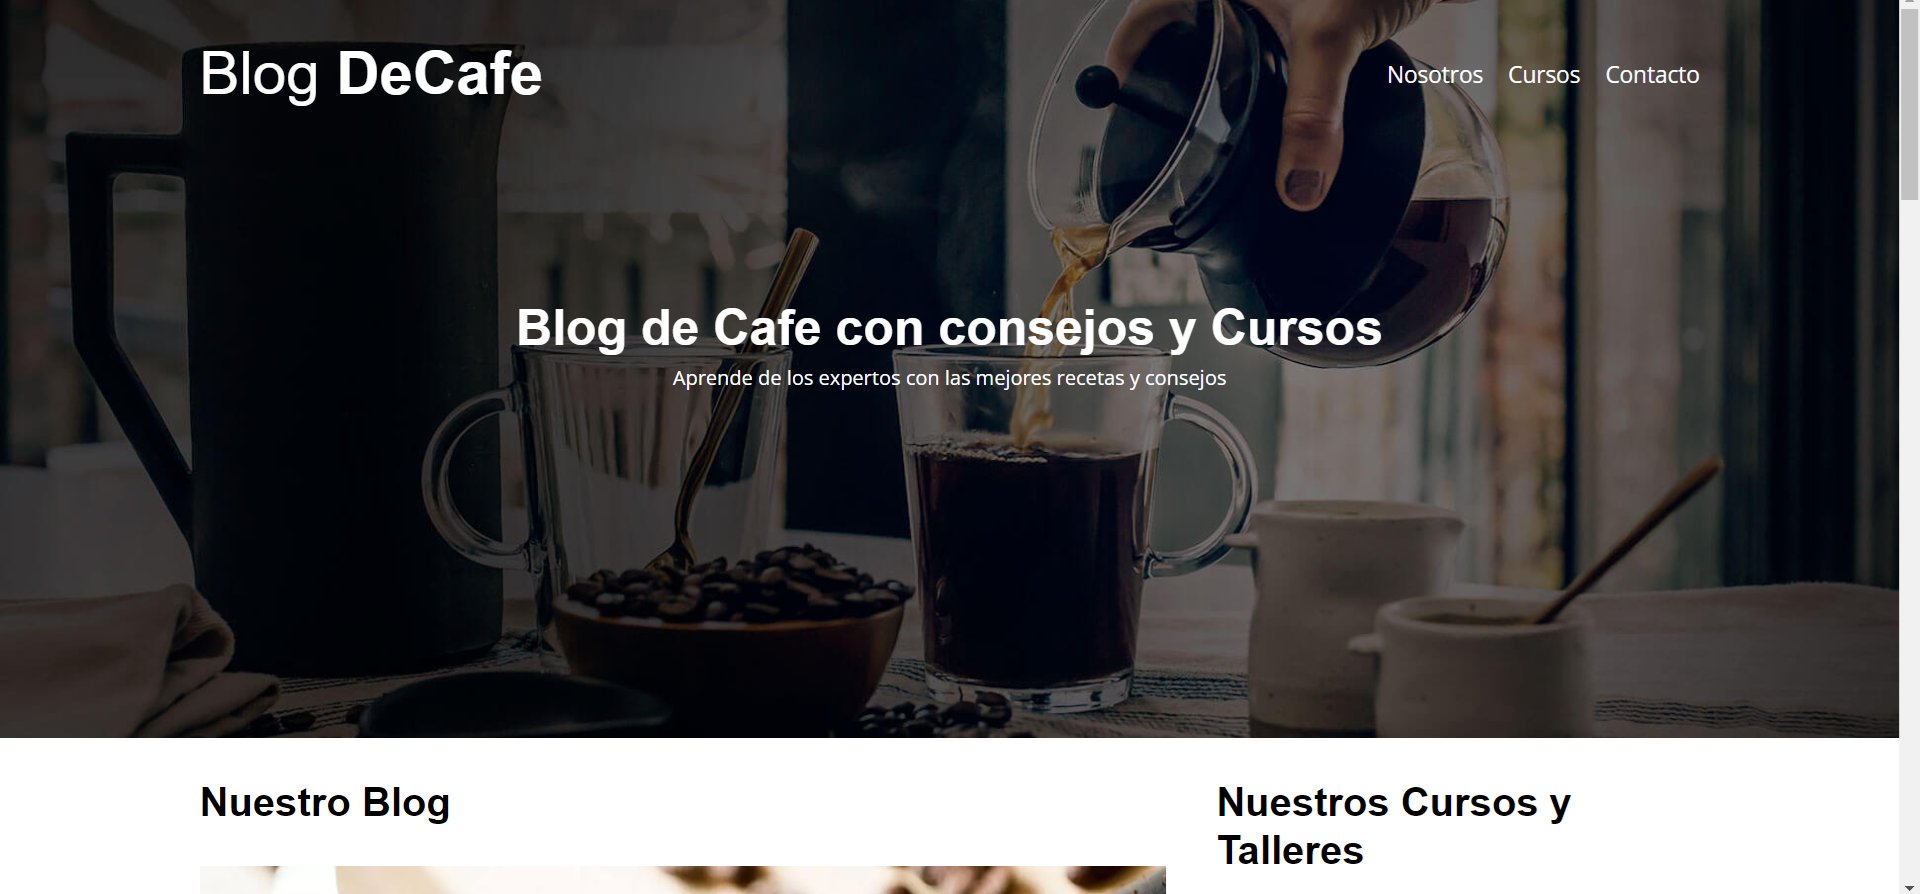 Blog DeCafe
Nosotros Cursos Contacto
Blog de Cafe con consejos y Cursos
Aprende de los expertos con las mejores recetas y consejos
Nuestro Blog
Nuestros Cursos y
Talleres